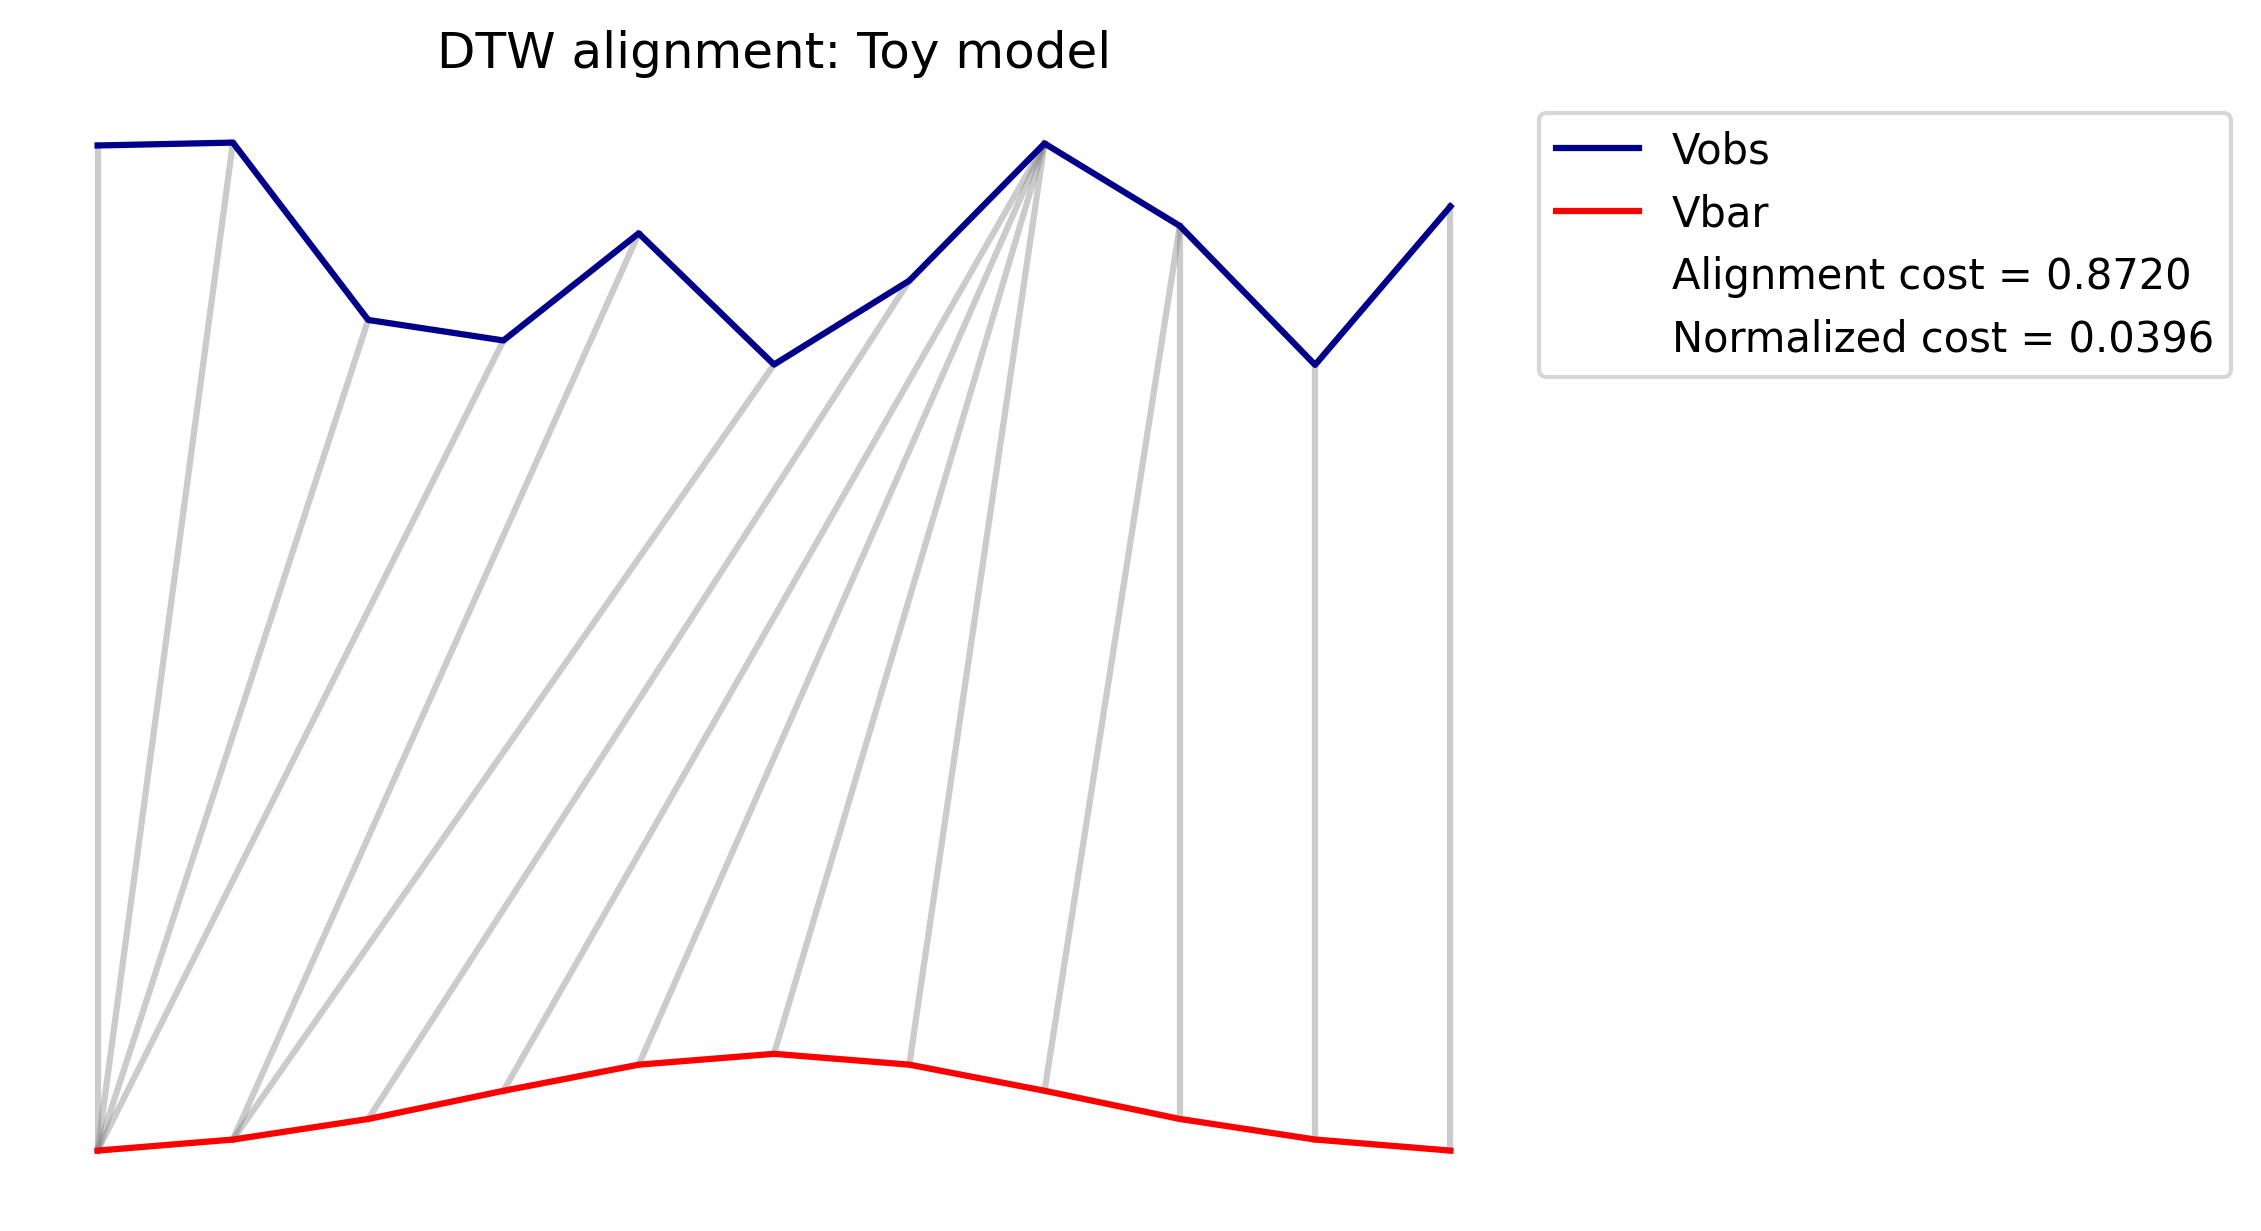 DTW alignment: Toy model
Vobs
Vbar
Alignment cost = 0.8720
Normalized cost = 0.0396